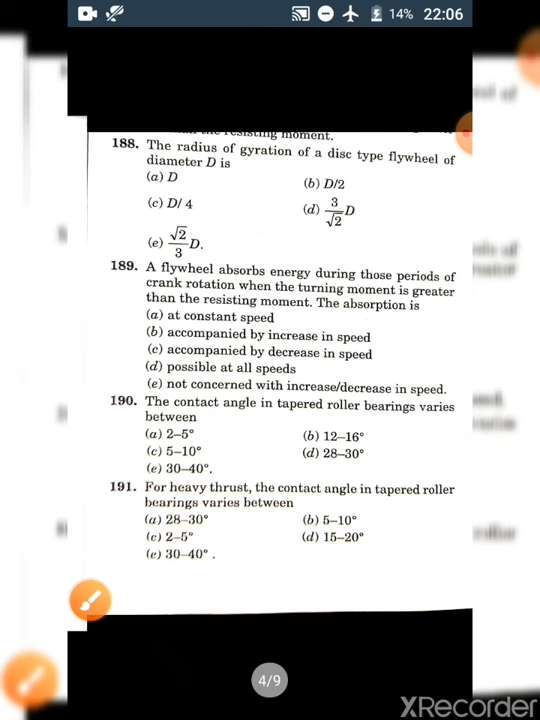 14% 22:06
the resisting moment.
188. The radius of gyration of a disc type flywheel of
diameter D is
(a) D
(b) D/2
(c) D/ 4
(d) 3/√2 D
(e) √2/3 D.
189. A flywheel absorbs energy during those periods of
crank rotation when the turning moment is greater
than the resisting moment. The absorption is
(a) at constant speed
(b) accompanied by increase in speed
(c) accompanied by decrease in speed
(d) possible at all speeds
(e) not concerned with increase/decrease in speed.
190. The contact angle in tapered roller bearings varies
between
(a) 2–5°
(b) 12–16°
(c) 5–10°
(d) 28–30°
(e) 30–40°.
191. For heavy thrust, the contact angle in tapered roller
bearings varies between
(a) 28–30°
(b) 5–10°
(c) 2–5°
(d) 15–20°
(e) 30–40° .
4/9
XRecorder